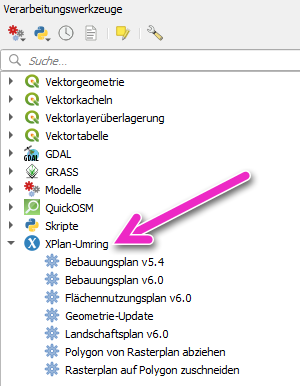 Verarbeitungswerkzeuge
Suche...
Vektorgeometrie
Vektorkacheln
Vektorlayerüberlagerung
Vektortabelle
GDAL
GDAL
GRASS
Modelle
QuickOSM
Skripte
X XPlan-Umring
Bebauungsplan v5.4
Bebauungsplan v6.0
Flächennutzungsplan v6.0
Geometrie-Update
Landschaftsplan v6.0
Polygon von Rasterplan abziehen
Rasterplan auf Polygon zuschneiden